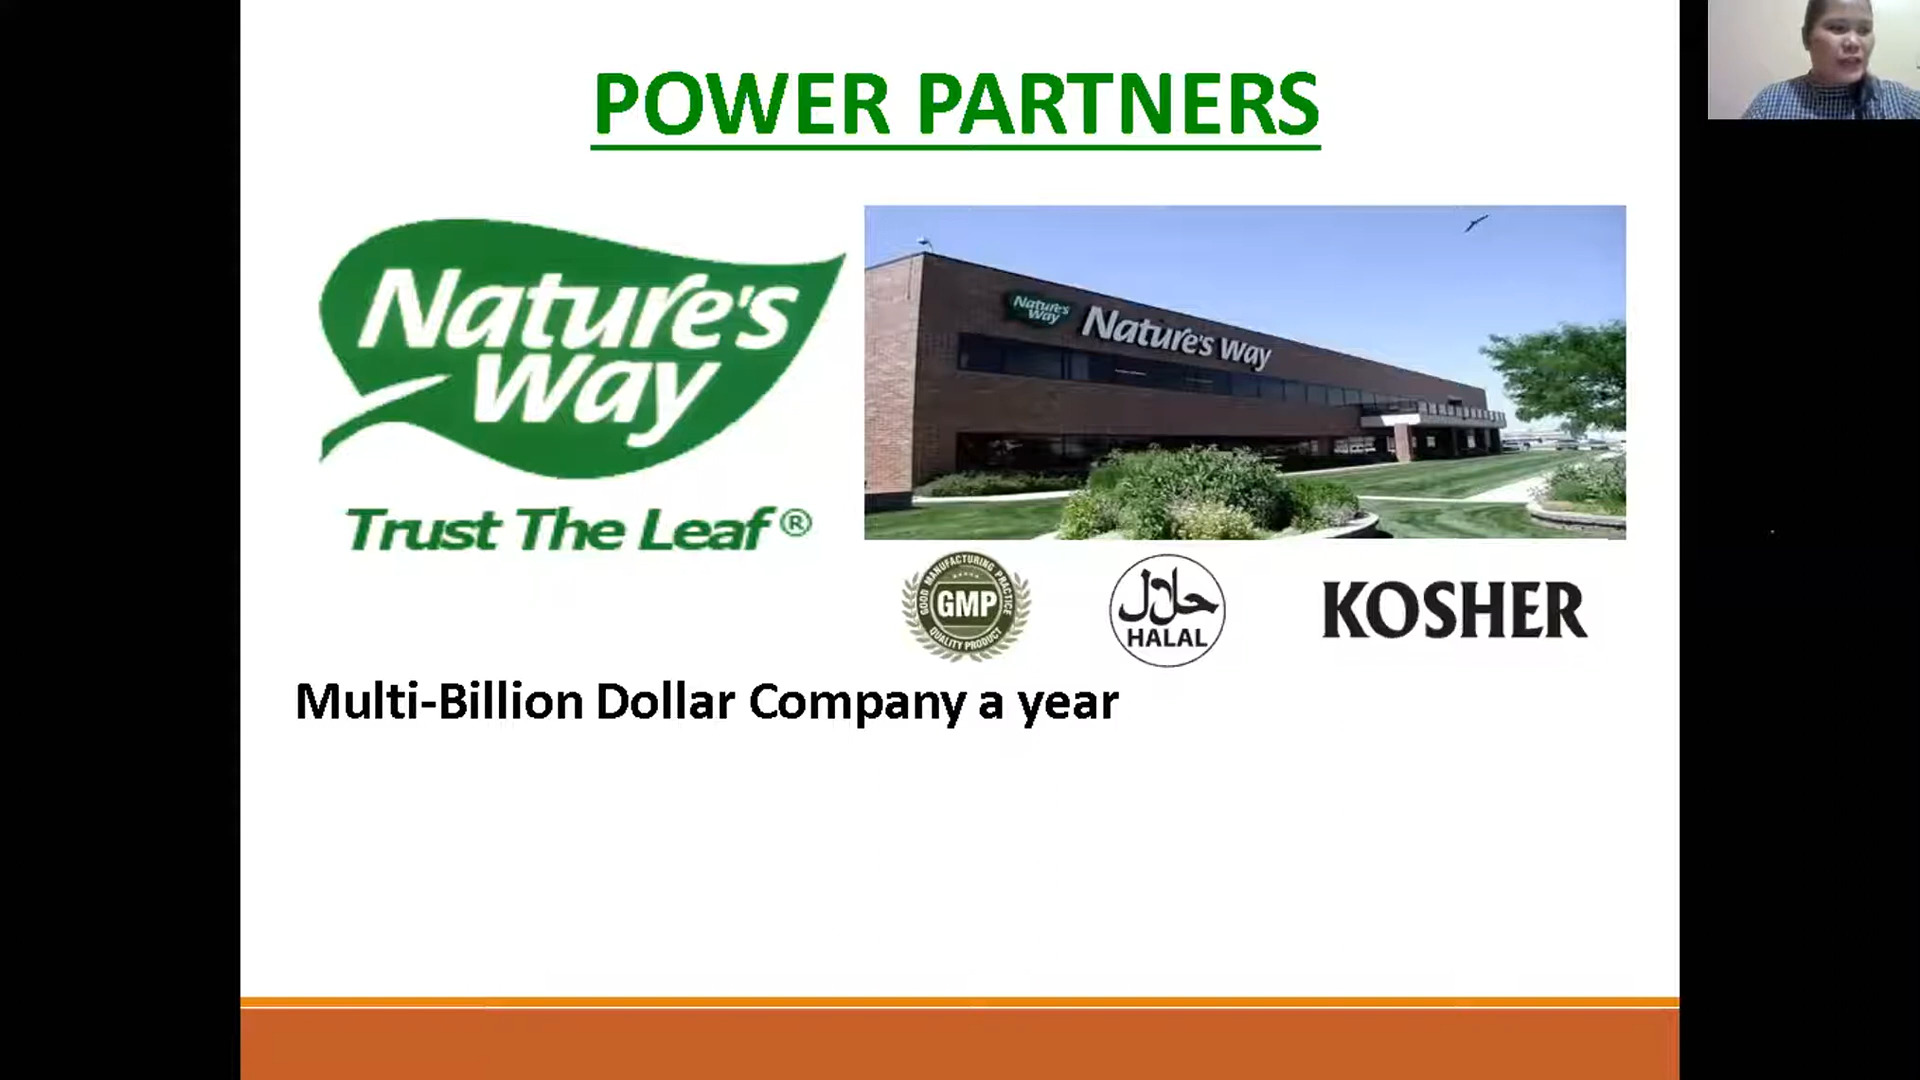 POWER PARTNERS
Nature's
Way
Trust The Leaf®
Nature's
Way
Nature's Way
GOOD MANUFACTURING PRACTICE
GMP
QUALITY PRODUCT
حلال
HALAL
KOSHER
Multi-Billion Dollar Company a year